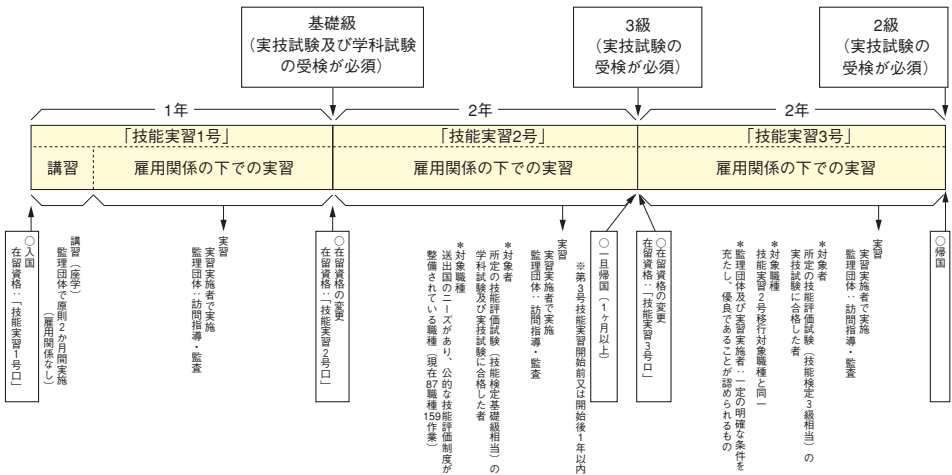 基礎級
(実技試験及び学科試験
の受検が必須)
3級
(実技試験の
受検が必須)
2級
(実技試験の
受検が必須)
1年
2年
2年
「技能実習1号」
「技能実習2号」
「技能実習3号」
講習
雇用関係の下での実習
雇用関係の下での実習
雇用関係の下での実習
○入国
在留資格:「技能実習1号ロ」
講習(座学)
監理団体で原則2か月間実施
(雇用関係なし)
実習
実習実施者で実施
監理団体:訪問指導・監査
○在留資格の変更
在留資格:「技能実習2号ロ」
*対象者
所定の技能評価試験(技能検定基礎級相当)の
学科試験及び実技試験に合格した者
*対象職種
送出国のニーズがあり、公的な技能評価制度が
整備されている職種(現在87職種159作業)
実習
実習実施者で実施
監理団体:訪問指導・監査
○一旦帰国(1ヶ月以上)
※第3号技能実習開始前又は開始後1年以内
○在留資格の変更
在留資格:「技能実習3号ロ」
*対象者
所定の技能評価試験(技能検定3級相当)の
実技試験に合格した者
*対象職種
技能実習2号移行対象職種と同一
*監理団体及び実習実施者:一定の明確な条件を
充たし、優良であることが認められるもの
実習
実習実施者で実施
監理団体:訪問指導・監査
○帰国